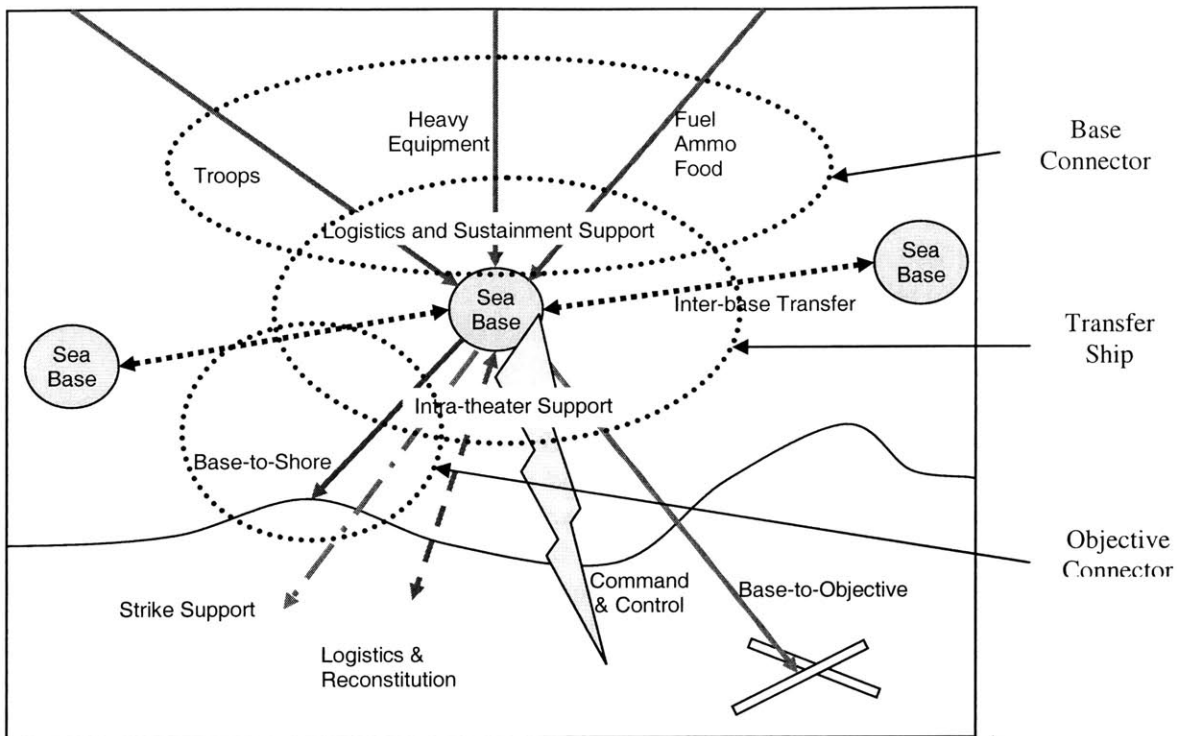 Heavy
Equipment
Fuel
Ammo
Food
Troops
Base
Connector
Logistics and Sustainment Support
Sea
Base
Sea
Base
Inter-base Transfer
Sea
Base
Transfer
Ship
Intra-theater Support
Base-to-Shore
Objective
Connector
Command
& Control
Base-to-Objective
Strike Support
Logistics &
Reconstitution